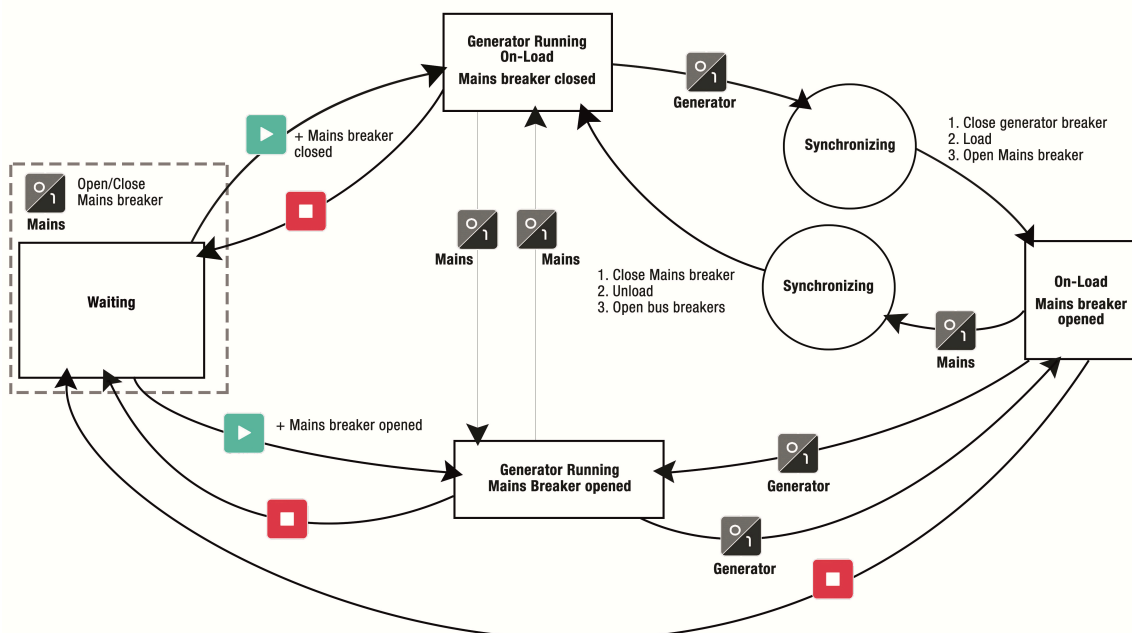 Generator Running
On-Load
Mains breaker closed
Generator
Synchronizing
1. Close generator breaker
2. Load
3. Open Mains breaker
+ Mains breaker
closed
Open/Close
Mains breaker
Mains
Waiting
Mains
Mains
1. Close Mains breaker
2. Unload
3. Open bus breakers
Synchronizing
Mains
On-Load
Mains breaker
opened
+ Mains breaker opened
Generator Running
Mains Breaker opened
Generator
Generator